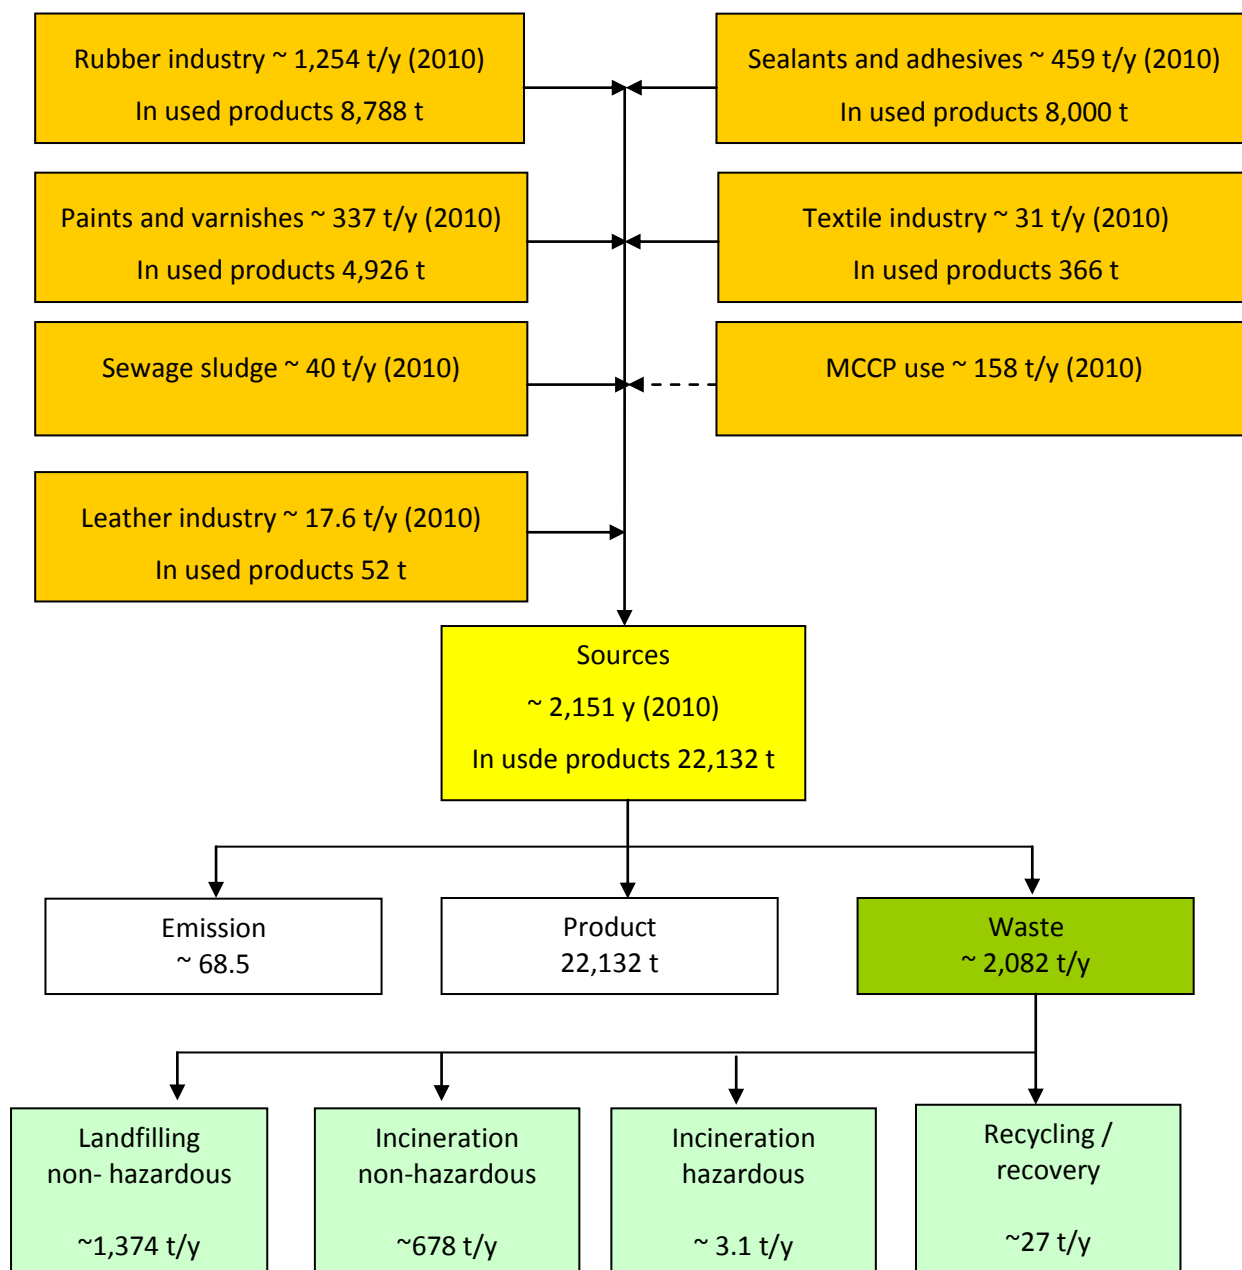 Rubber industry ~ 1,254 t/y (2010)
In used products 8,788 t
Sealants and adhesives ~ 459 t/y (2010)
In used products 8,000 t
Paints and varnishes ~ 337 t/y (2010)
In used products 4,926 t
Textile industry ~ 31 t/y (2010)
In used products 366 t
Sewage sludge ~ 40 t/y (2010)
MCCP use ~ 158 t/y (2010)
Leather industry ~ 17.6 t/y (2010)
In used products 52 t
Sources
~ 2,151 y (2010)
In usde products 22,132 t
Emission
~ 68.5
Product
22,132 t
Waste
~ 2,082 t/y
Landfilling
non- hazardous
~1,374 t/y
Incineration
non-hazardous
~678 t/y
Incineration
hazardous
~ 3.1 t/y
Recycling /
recovery
~27 t/y